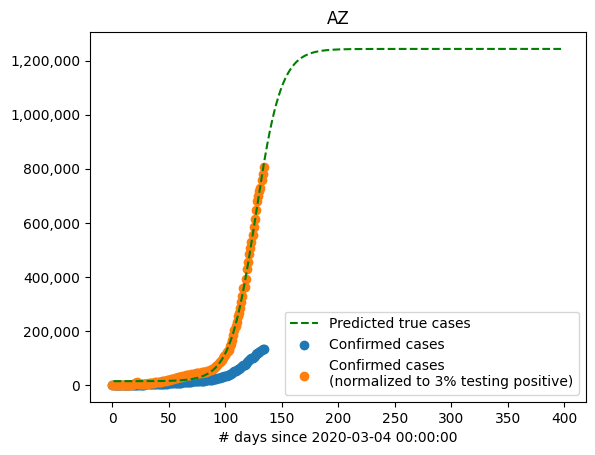 AZ
1,200,000
1,000,000
800,000
600,000
400,000
200,000
0
Predicted true cases
Confirmed cases
Confirmed cases
(normalized to 3% testing positive)
0 50 100 150 200 250 300 350 400
# days since 2020-03-04 00:00:00